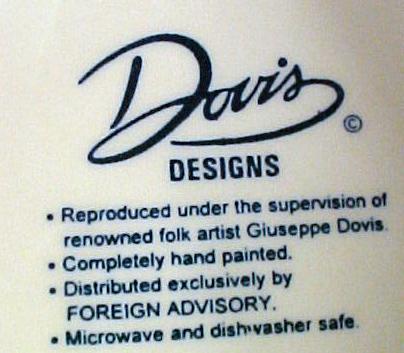 Dovis ©
DESIGNS
• Reproduced under the supervision of
renowned folk artist Giuseppe Dovis.
• Completely hand painted.
• Distributed exclusively by
FOREIGN ADVISORY.
• Microwave and dishwasher safe.